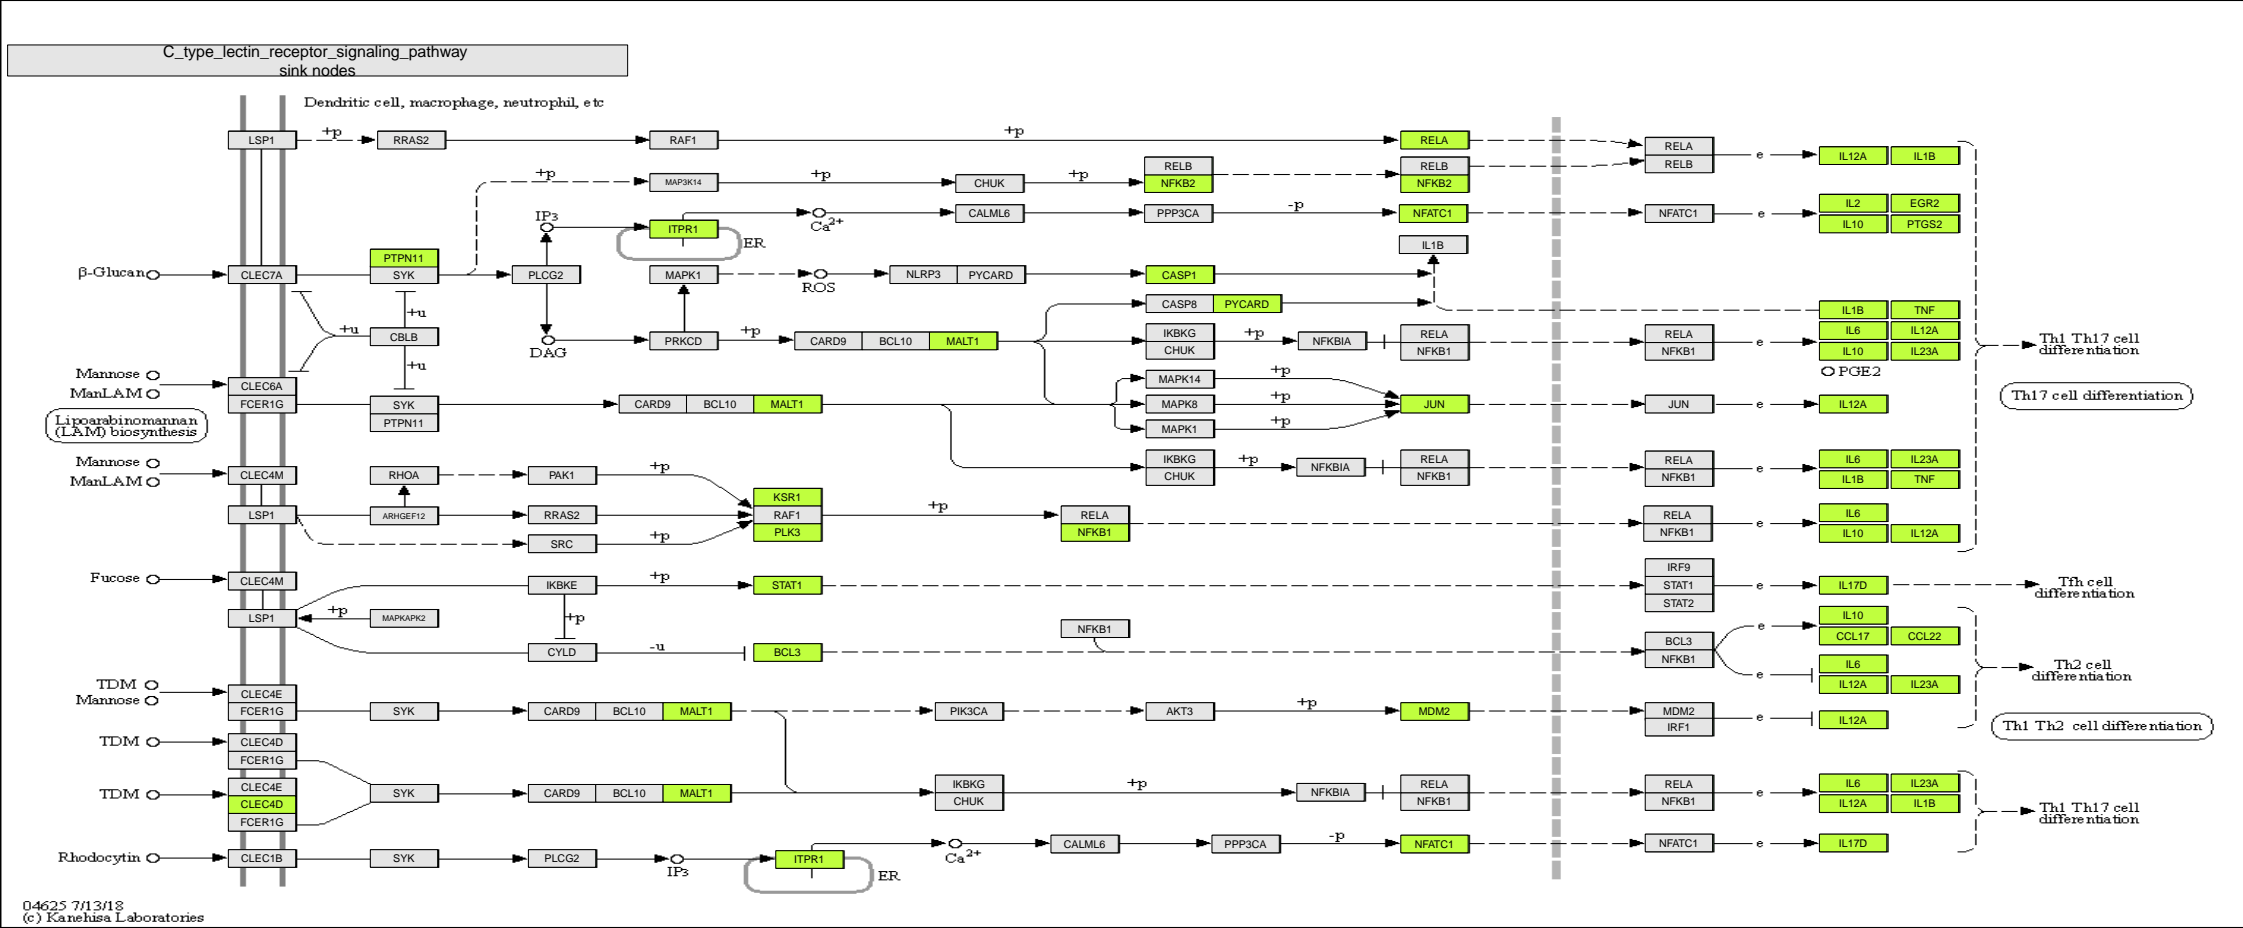 C_type_lectin_receptor_signaling_pathway
sink nodes
Dendritic cell, macrophage, neutrophil, etc
LSP1 +p RRAS2 RAF1 +p RELA RELA
RELB e IL12A IL1B
+p MAP3K14 +p CHUK +p RELB
NFKB2 RELB
NFKB2
IP3 ITPR1 ER Ca2+ CALML6 PPP3CA -p NFATC1 NFATC1 e IL2 EGR2
IL10 PTGS2
IL1B
β-Glucan CLEC7A PTPN11
SYK PLCG2 MAPK1 ROS NLRP3 PYCARD CASP1
CASP8 PYCARD
+u CBLB +u +u
DAG PRKCD +p CARD9 BCL10 MALT1 IKBKG
CHUK +p NFKBIA RELA
NFKB1 RELA
NFKB1 e IL1B TNF
IL6 IL12A
IL10 IL23A
PGE2
Th1 Th17 cell
differentiation
Th17 cell differentiation
Mannose
ManLAM
Lipoarabinomannan
(LAM) biosynthesis
CLEC6A
FCER1G SYK
PTPN11 CARD9 BCL10 MALT1
MAPK14 +p
MAPK8 +p JUN JUN e IL12A
MAPK1 +p
IKBKG
CHUK +p NFKBIA RELA
NFKB1 RELA
NFKB1 e IL6 IL23A
IL1B TNF
Mannose
ManLAM
CLEC4M RHOA PAK1 +p
LSP1 ARHGEF12 RRAS2 KSR1
RAF1
PLK3 +p RELA
NFKB1 RELA
NFKB1 e IL6
IL10 IL12A
SRC +p
Fucose CLEC4M IKBKE +p STAT1 IRF9
STAT1
STAT2 e IL17D Tfh cell
differentiation
LSP1 +p MAPKAPK2 +p
CYLD -u BCL3 NFKB1 BCL3
NFKB1 e IL10
CCL17 CCL22
e IL6
IL12A IL23A
Th2 cell
differentiation
Th1 Th2 cell differentiation
TDM
Mannose
CLEC4E
FCER1G SYK CARD9 BCL10 MALT1 PIK3CA AKT3 +p MDM2 MDM2
IRF1 e IL12A
TDM CLEC4D
FCER1G
TDM CLEC4E
CLEC4D
FCER1G SYK CARD9 BCL10 MALT1 IKBKG
CHUK +p NFKBIA RELA
NFKB1 RELA
NFKB1 e IL6 IL23A
IL12A IL1B
Th1 Th17 cell
differentiation
Rhodocytin CLEC1B SYK PLCG2 IP3 ITPR1 ER Ca2+ CALML6 PPP3CA -p NFATC1 NFATC1 e IL17D
04625 7/13/18
(c) Kanehisa Laboratories